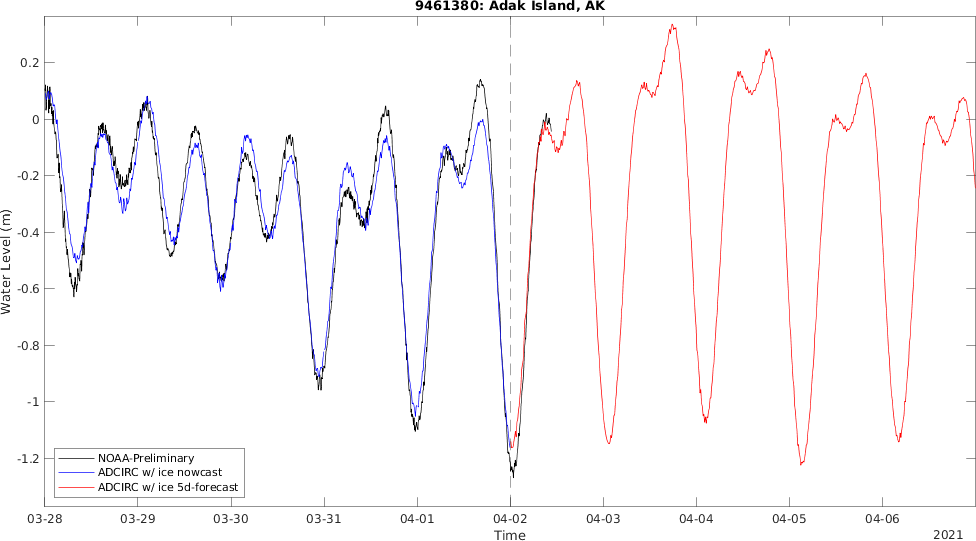 9461380: Adak Island, AK
Water Level (m)
0.2
0
-0.2
-0.4
-0.6
-0.8
-1
-1.2
NOAA-Preliminary
ADCIRC w/ ice nowcast
ADCIRC w/ ice 5d-forecast
03-28 03-29 03-30 03-31 04-01 04-02 04-03 04-04 04-05 04-06
Time
2021